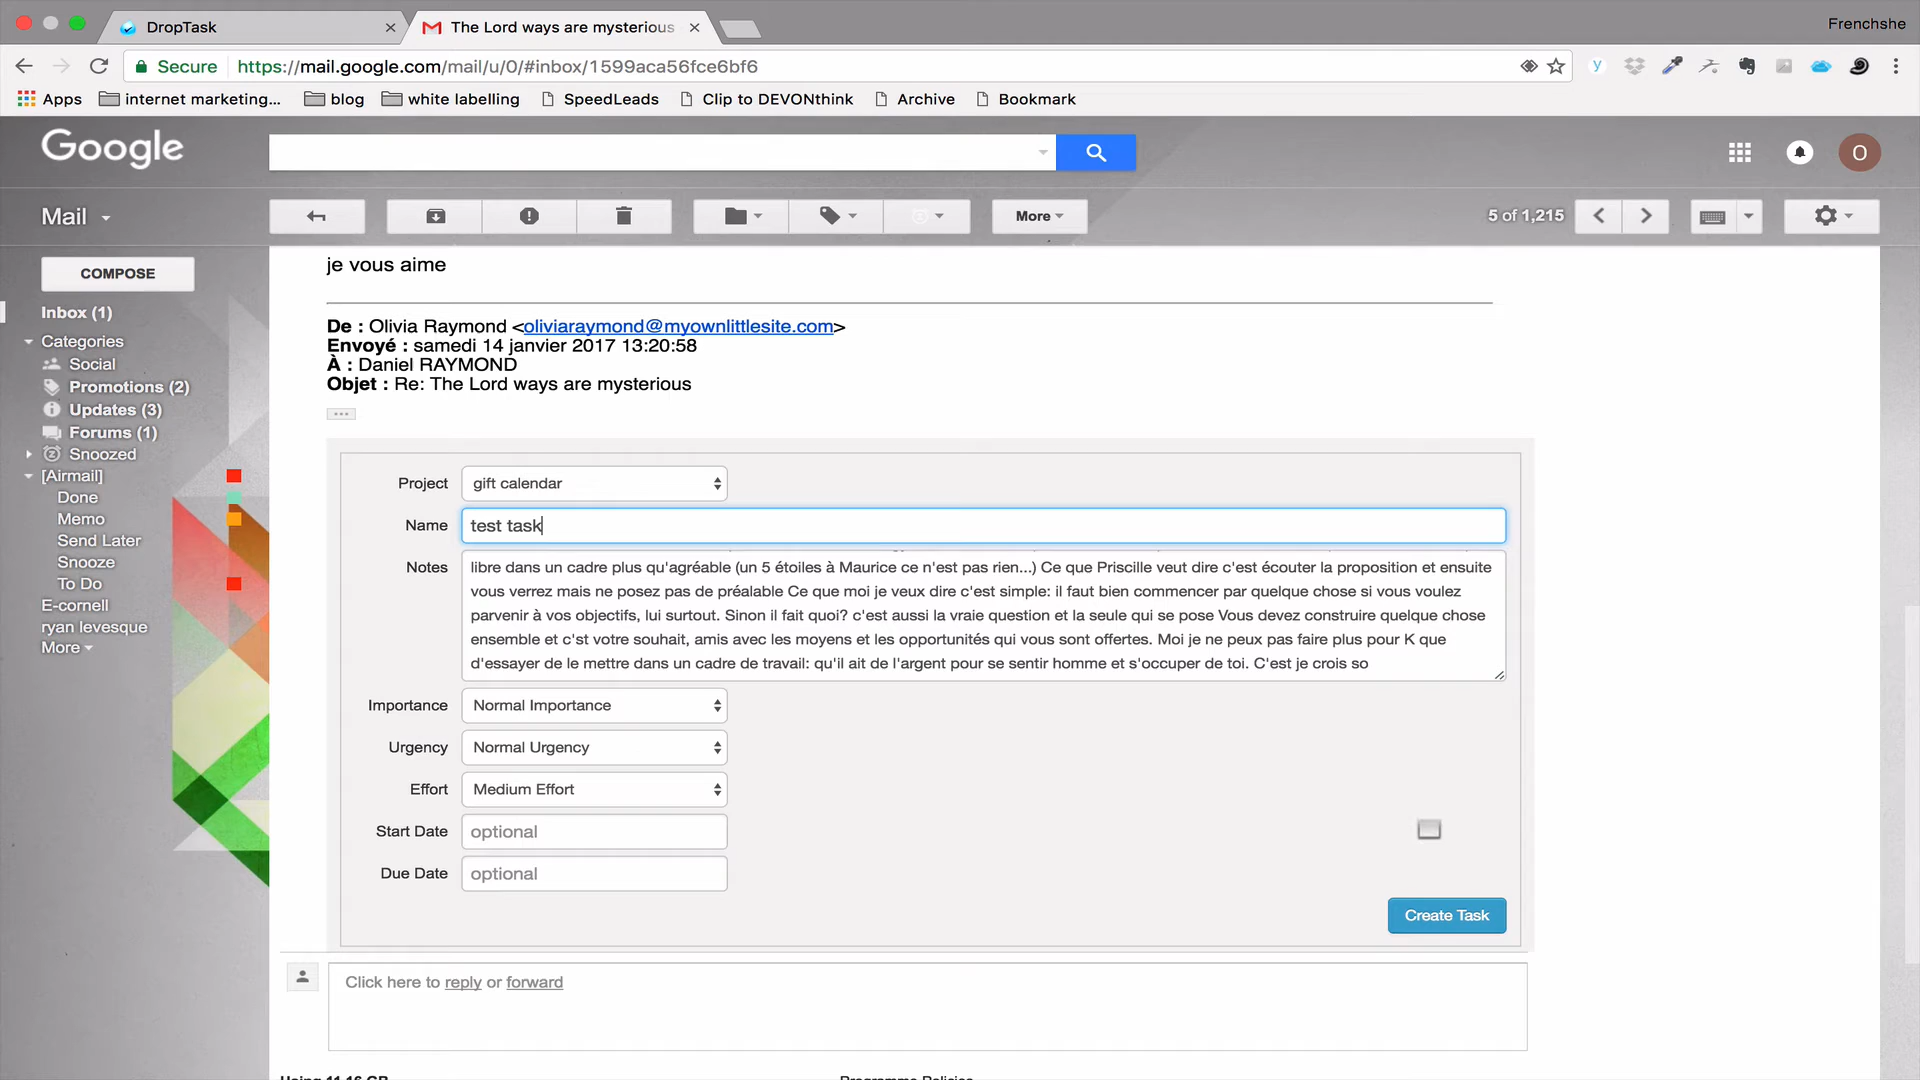 DropTask
The Lord ways are mysterious
Frenchshe
Secure https://mail.google.com/mail/u/0/#inbox/1599aca56fce6bf6
Apps internet marketing... blog white labelling SpeedLeads Clip to DEVONthink Archive Bookmark
Google
O
Mail
More
5 of 1,215
COMPOSE
Inbox (1)
Categories
Social
Promotions (2)
Updates (3)
Forums (1)
Snoozed
[Airmail]
Done
Memo
Send Later
Snooze
To Do
E-cornell
ryan levesque
More
je vous aime
De : Olivia Raymond <oliviaraymond@myownlittlesite.com>
Envoyé : samedi 14 janvier 2017 13:20:58
À : Daniel RAYMOND
Objet : Re: The Lord ways are mysterious
Project gift calendar
Name test task
Notes libre dans un cadre plus qu'agréable (un 5 étoiles à Maurice ce n'est pas rien...) Ce que Priscille veut dire c'est écouter la proposition et ensuite
vous verrez mais ne posez pas de préalable Ce que moi je veux dire c'est simple: il faut bien commencer par quelque chose si vous voulez
parvenir à vos objectifs, lui surtout. Sinon il fait quoi? c'est aussi la vraie question et la seule qui se pose Vous devez construire quelque chose
ensemble et c'st votre souhait, amis avec les moyens et les opportunités qui vous sont offertes. Moi je ne peux pas faire plus pour K que
d'essayer de le mettre dans un cadre de travail: qu'il ait de l'argent pour se sentir homme et s'occuper de toi. C'est je crois so
Importance Normal Importance
Urgency Normal Urgency
Effort Medium Effort
Start Date optional
Due Date optional
Create Task
Click here to reply or forward
Using 11.16 GB
Programme Policies